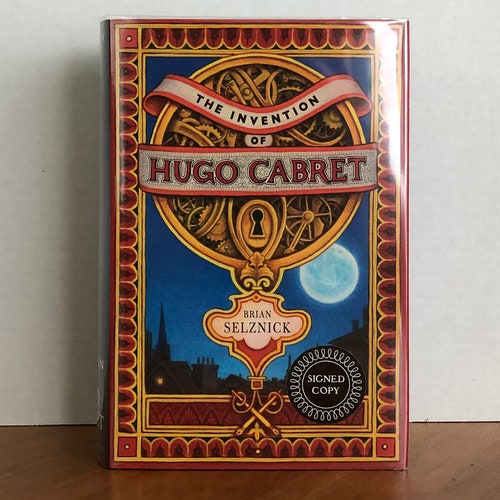 THE INVENTION
OF
HUGO CABRET
BRIAN
SELZNICK
SIGNED
COPY